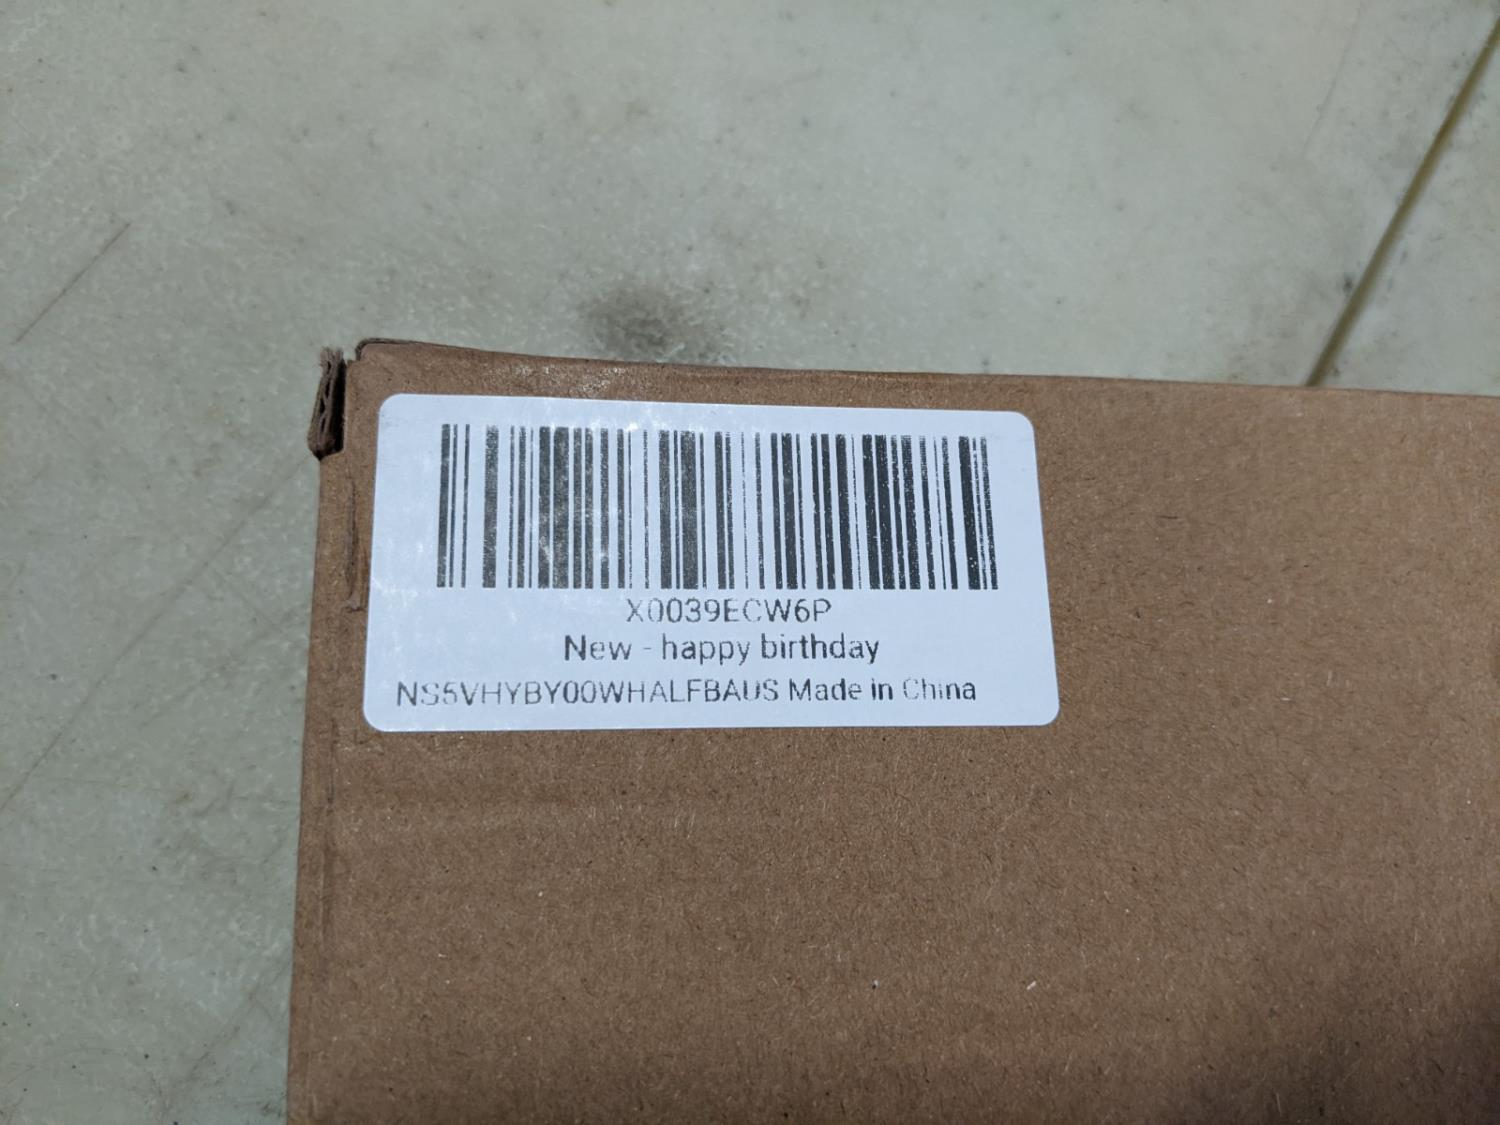 X0039ECW6P
New - happy birthday
NS5VHYBY00WHALFBAUS Made in China